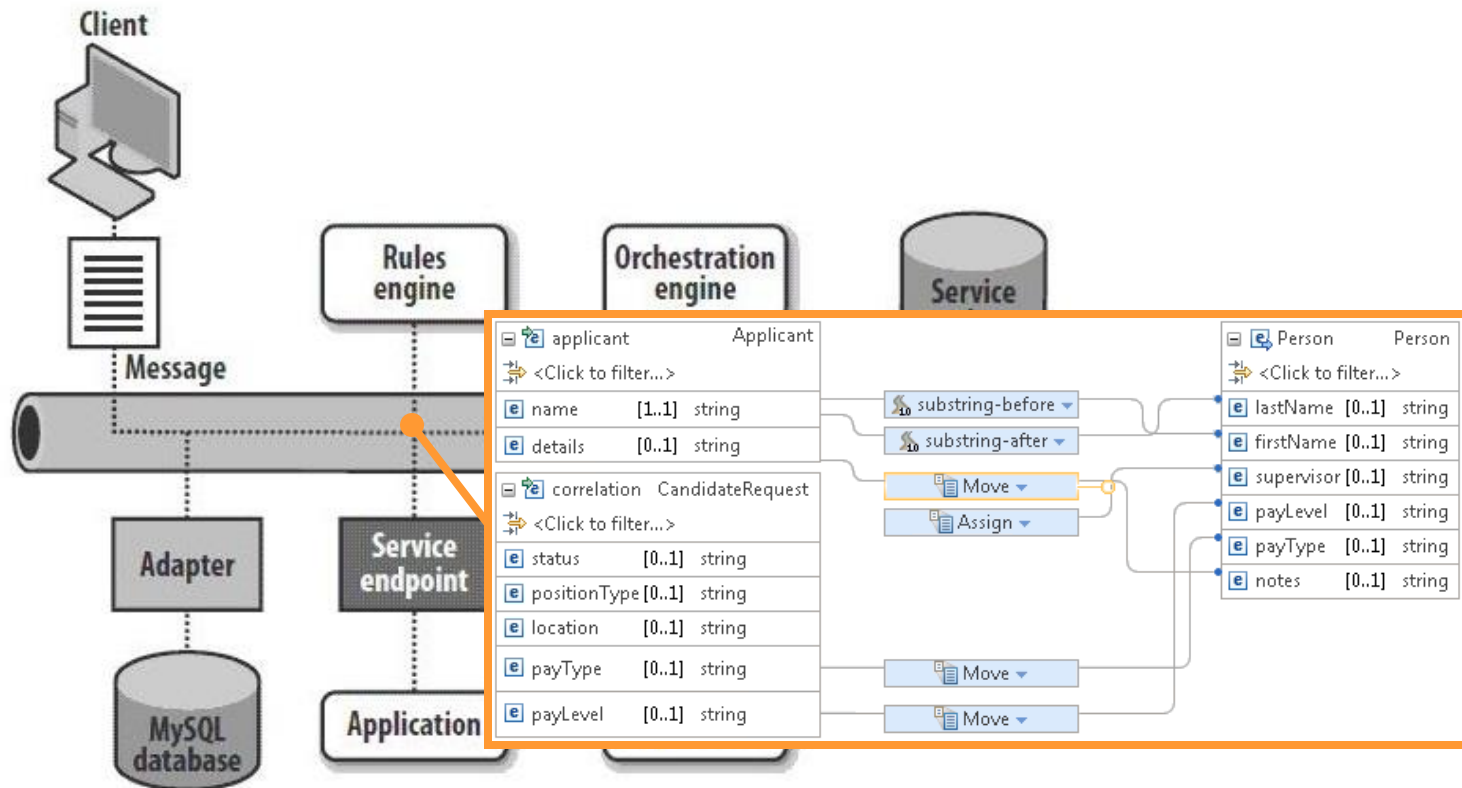 Client
Rules
engine
Orchestration
engine
Service
Message
Adapter
Service
endpoint
MySQL
database
Application
applicant Applicant
<Click to filter...>
name [1..1] string
details [0..1] string
correlation CandidateRequest
<Click to filter...>
status [0..1] string
positionType [0..1] string
location [0..1] string
payType [0..1] string
payLevel [0..1] string
substring-before
substring-after
Move
Assign
Move
Move
Person Person
<Click to filter...>
lastName [0..1] string
firstName [0..1] string
supervisor [0..1] string
payLevel [0..1] string
payType [0..1] string
notes [0..1] string